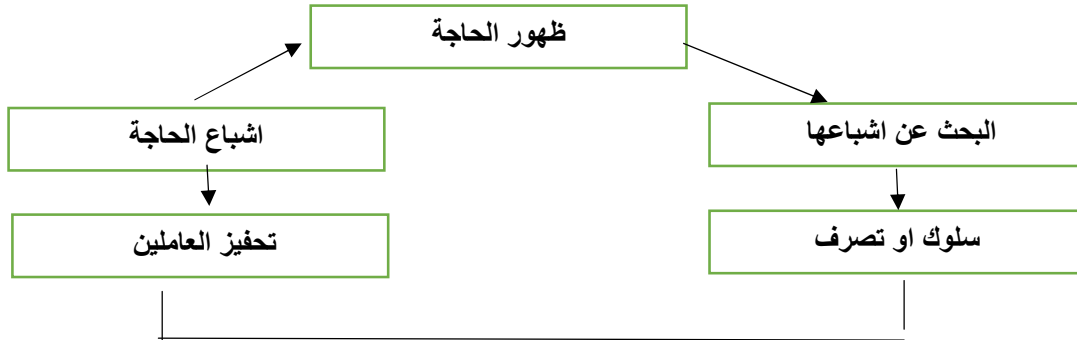 ظهور الحاجة
البحث عن اشباعها
اشباع الحاجة
سلوك او تصرف
تحفيز العاملين